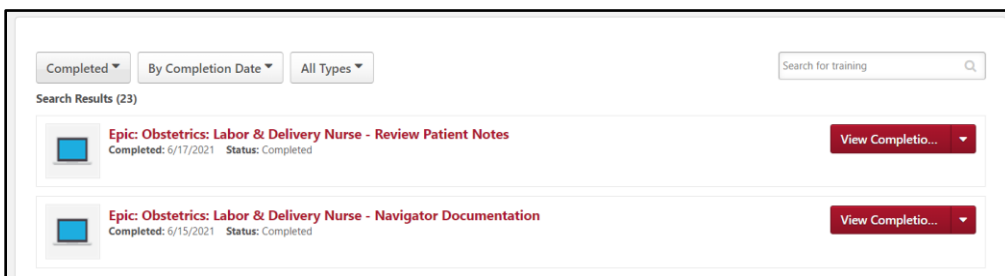 Completed By Completion Date All Types Search for training
Search Results (23)
Epic: Obstetrics: Labor & Delivery Nurse - Review Patient Notes
Completed: 6/17/2021 Status: Completed
View Completio...
Epic: Obstetrics: Labor & Delivery Nurse - Navigator Documentation
Completed: 6/15/2021 Status: Completed
View Completio...